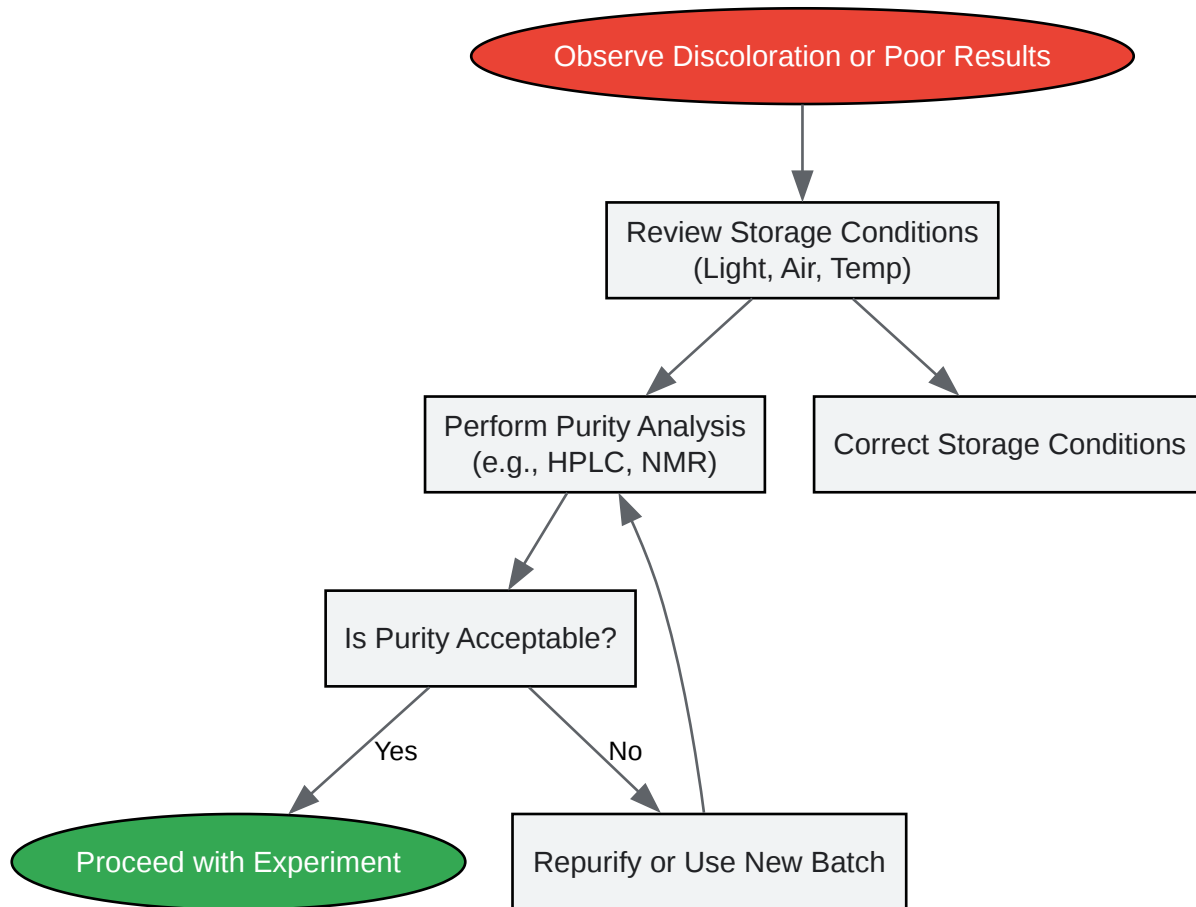 Observe Discoloration or Poor Results
Review Storage Conditions
(Light, Air, Temp)
Perform Purity Analysis
(e.g., HPLC, NMR)
Correct Storage Conditions
Is Purity Acceptable?
Yes
No
Proceed with Experiment
Repurify or Use New Batch